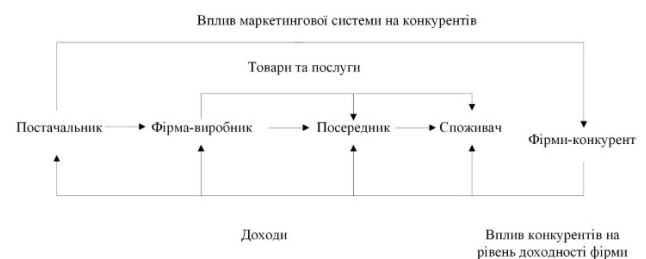 Вплив маркетингової системи на конкурентів
Товари та послуги
Постачальник
Фірма-виробник
Посередник
Споживач
Фірми-конкурент
Доходи
Вплив конкурентів на
рівень доходності фірми